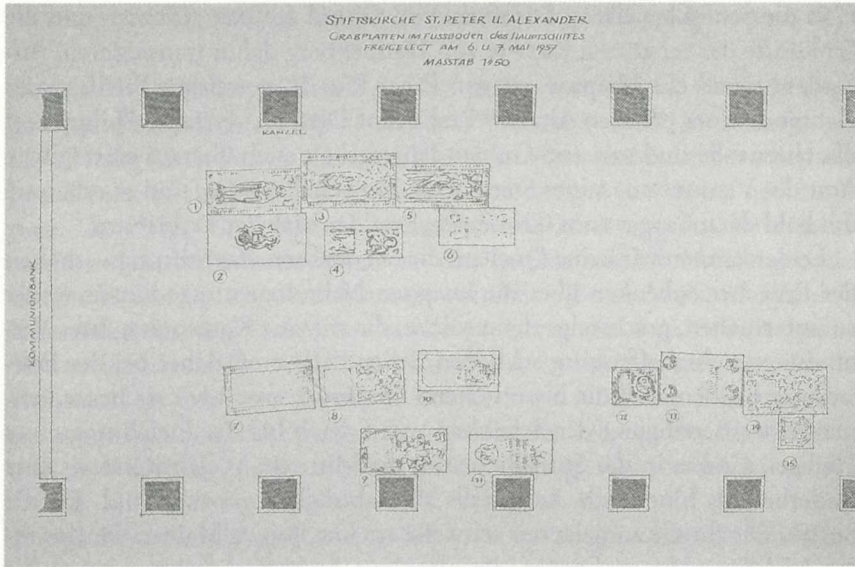 STIFTSKIRCHE ST. PETER U. ALEXANDER
GRABPLATTEN IM FUSSBODEN des HAUPTSCHIFFES
FREIGELEGT AM 6. U. 7. MAI 1957
MASSTAB 1:50
KANZEL
KOMMUNIONBANK
1
3
5
2
4
6
7
8
10
9
11
12
13
14
15